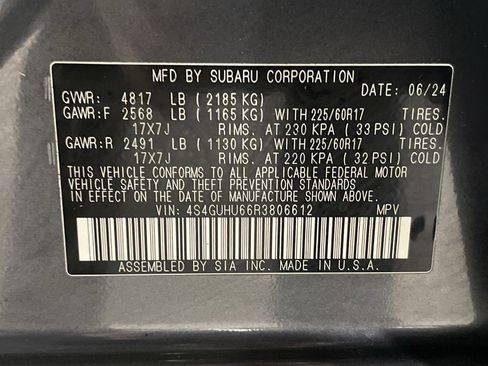 MFD BY SUBARU CORPORATION
DATE: 06/24
GVWR: 4817 LB ( 2185 KG)
GAWR:F 2568 LB ( 1165 KG) WITH 225/60R17 TIRES.
17X7J RIMS. AT 230 KPA ( 33 PSI) COLD
GAWR:R 2491 LB ( 1130 KG) WITH 225/60R17 TIRES.
17X7J RIMS. AT 220 KPA ( 32 PSI) COLD
THIS VEHICLE CONFORMS TO ALL APPLICABLE FEDERAL MOTOR
VEHICLE SAFETY AND THEFT PREVENTION STANDARDS
IN EFFECT ON THE DATE OF MANUFACTURE SHOWN ABOVE.
VIN: 4S4GUHU66R3806612 MPV
ASSEMBLED BY SIA INC. MADE IN U.S.A.